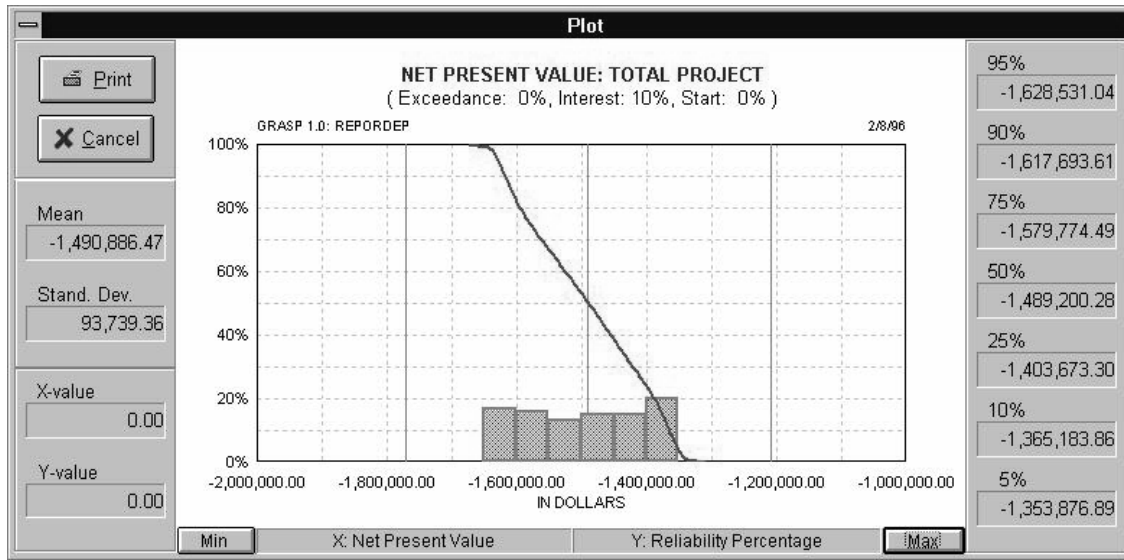 Plot
Print
Cancel
Mean
-1,490,886.47
Stand. Dev.
93,739.36
X-value
0.00
Y-value
0.00
NET PRESENT VALUE: TOTAL PROJECT
( Exceedance: 0%, Interest: 10%, Start: 0% )
GRASP 1.0: REPORDEP 2/8/96
100%
80%
60%
40%
20%
0%
-2,000,000.00 -1,800,000.00 -1,600,000.00 -1,400,000.00 -1,200,000.00 -1,000,000.00
IN DOLLARS
Min X: Net Present Value Y: Reliability Percentage Max
95%
-1,628,531.04
90%
-1,617,693.61
75%
-1,579,774.49
50%
-1,489,200.28
25%
-1,403,673.30
10%
-1,365,183.86
5%
-1,353,876.89